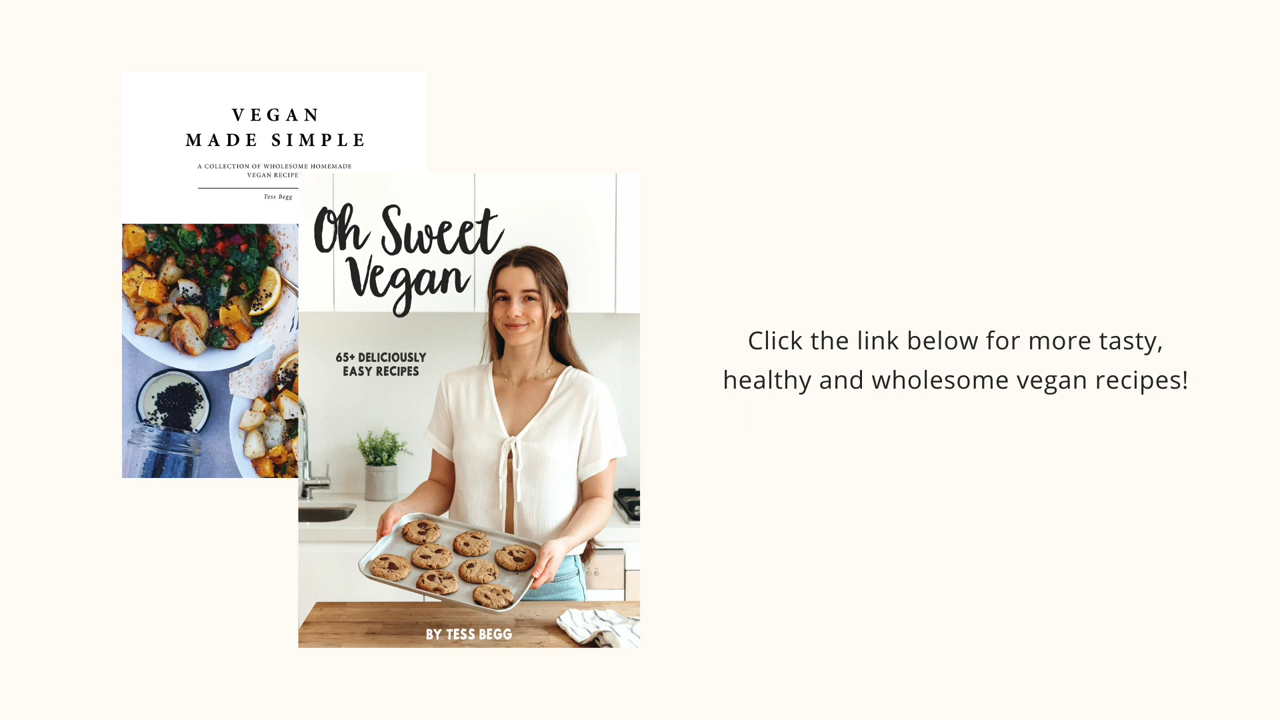 VEGAN
MADE SIMPLE
A COLLECTION OF WHOLESOME HOMEMADE
VEGAN RECIPE
Tess Begg
Oh Sweet
Vegan
65+ DELICIOUSLY
EASY RECIPES
BY TESS BEGG
Click the link below for more tasty,
healthy and wholesome vegan recipes!